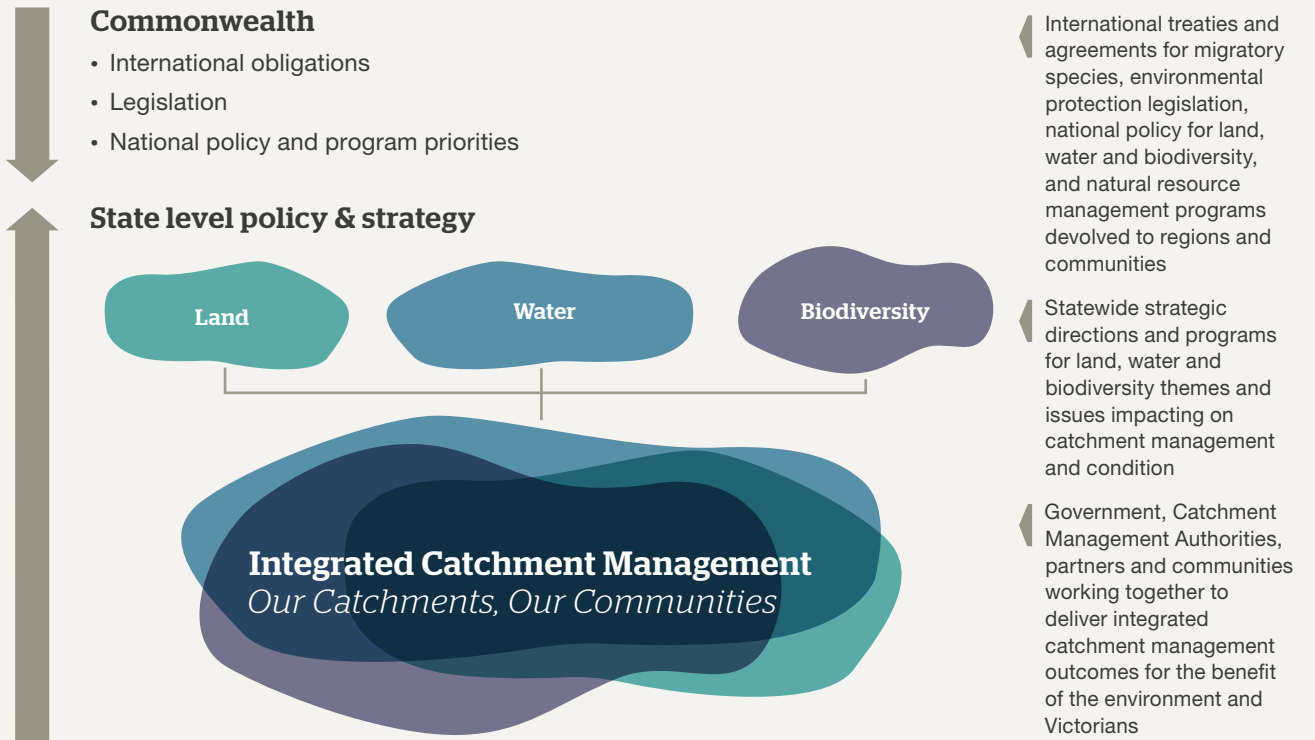 Commonwealth
• International obligations
• Legislation
• National policy and program priorities
International treaties and
agreements for migratory
species, environmental
protection legislation,
national policy for land,
water and biodiversity,
and natural resource
management programs
devolved to regions and
communities
State level policy & strategy
Land
Water
Biodiversity
Statewide strategic
directions and programs
for land, water and
biodiversity themes and
issues impacting on
catchment management
and condition
Integrated Catchment Management
Our Catchments, Our Communities
Government, Catchment
Management Authorities,
partners and communities
working together to
deliver integrated
catchment management
outcomes for the benefit
of the environment and
Victorians